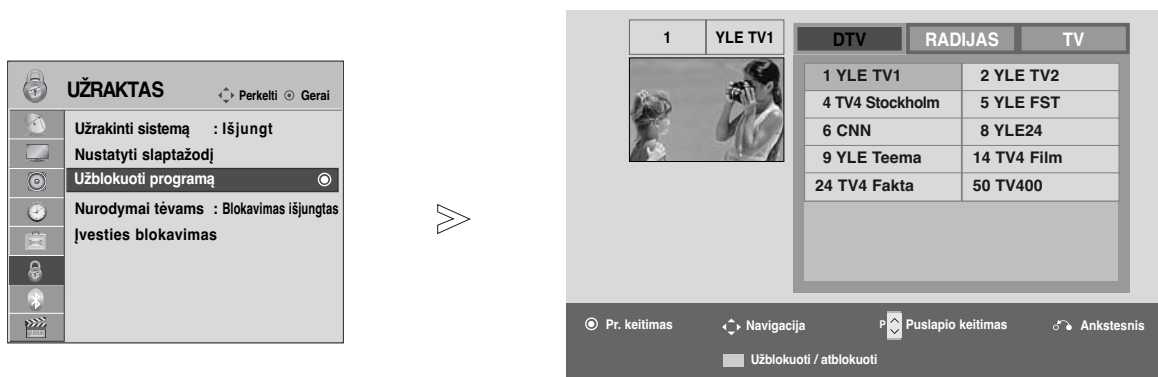 UŽRAKTAS
Perkelti Gerai
Užrakinti sistemą : Išjungt
Nustatyti slaptažodį
Užblokuoti programą
Nurodymai tėvams : Blokavimas išjungtas
Įvesties blokavimas
1 YLE TV1
DTV RADIJAS TV
1 YLE TV1 2 YLE TV2
4 TV4 Stockholm 5 YLE FST
6 CNN 8 YLE24
9 YLE Teema 14 TV4 Film
24 TV4 Fakta 50 TV400
Pr. keitimas Navigacija P Puslapio keitimas Ankstesnis
Užblokuoti / atblokuoti